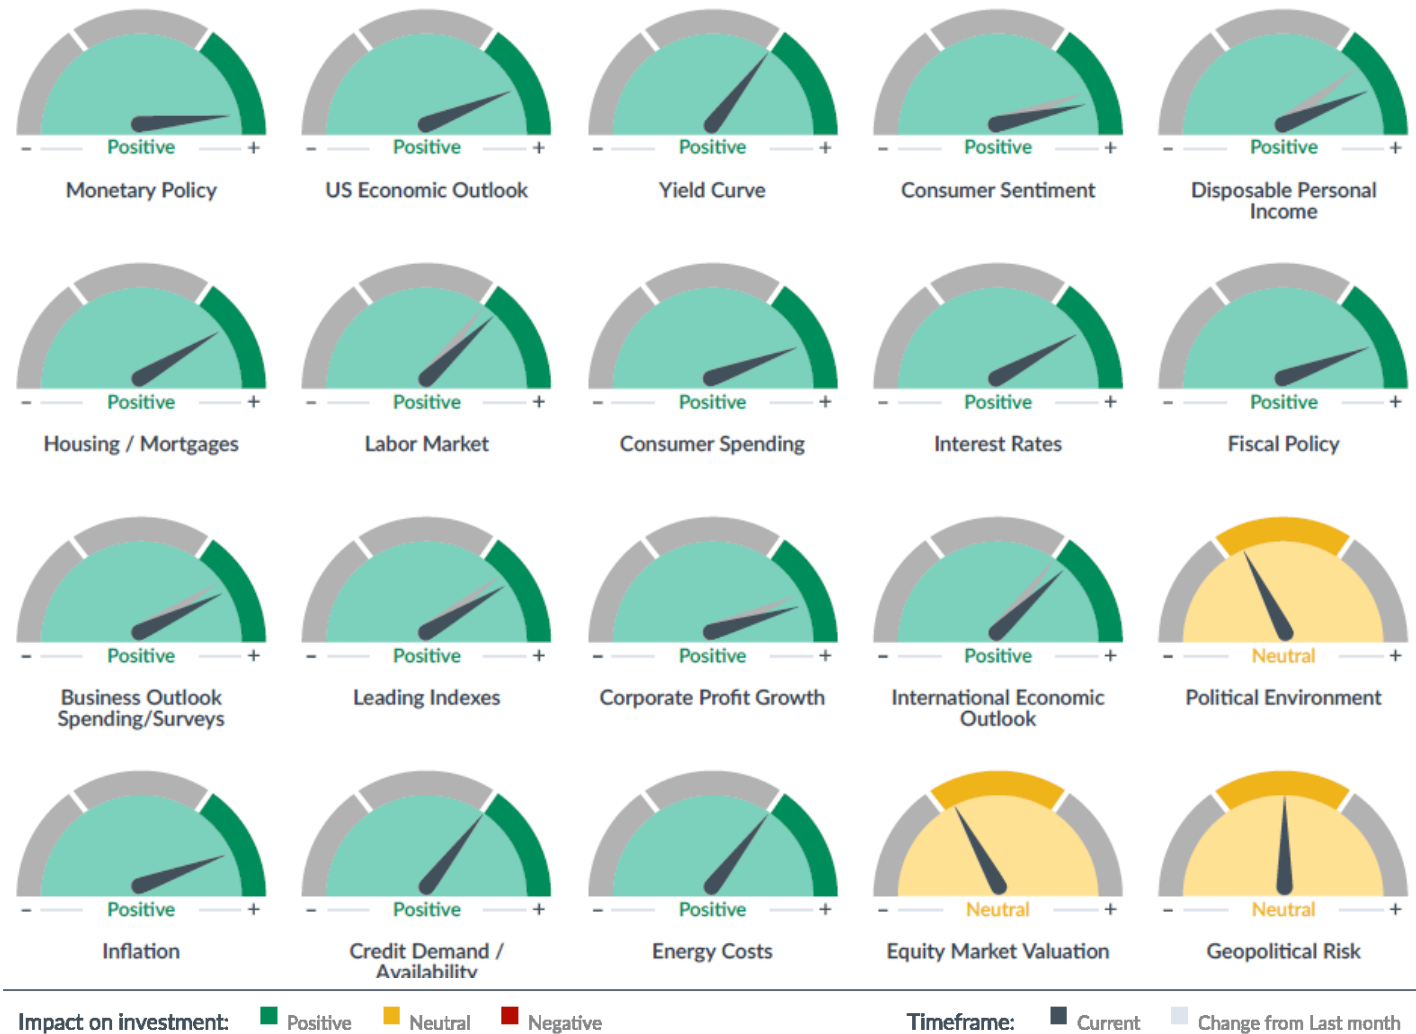 - Positive +
Monetary Policy
- Positive +
US Economic Outlook
- Positive +
Yield Curve
- Positive +
Consumer Sentiment
- Positive +
Disposable Personal
Income
- Positive +
Housing / Mortgages
- Positive +
Labor Market
- Positive +
Consumer Spending
- Positive +
Interest Rates
- Positive +
Fiscal Policy
- Positive +
Business Outlook
Spending/Surveys
- Positive +
Leading Indexes
- Positive +
Corporate Profit Growth
- Positive +
International Economic
Outlook
- Neutral +
Political Environment
- Positive +
Inflation
- Positive +
Credit Demand /
Availability
- Positive +
Energy Costs
- Neutral +
Equity Market Valuation
- Neutral +
Geopolitical Risk
Impact on investment: Positive Neutral Negative
Timeframe: Current Change from Last month